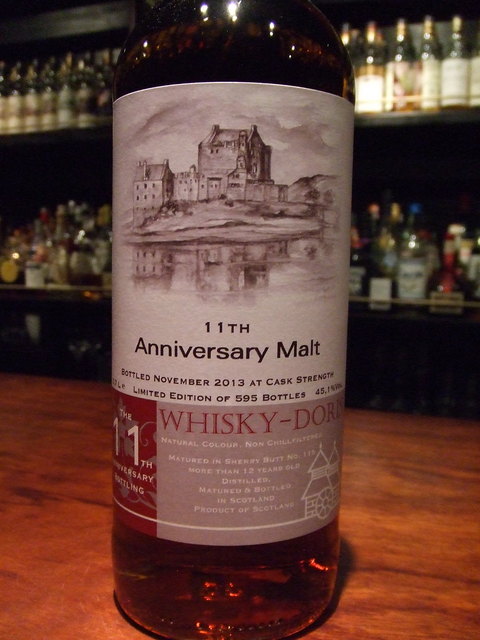 11TH
Anniversary Malt
BOTTLED NOVEMBER 2013 AT CASK STRENGTH
LIMITED EDITION OF 595 BOTTLES 45,1%VOL
THE
11TH
ANNIVERSARY
BOTTLING
WHISKY-DORIS
NATURAL COLOUR, NON CHILLFILTERED
MATURED IN SHERRY BUTT NO.
MORE THAN 12 YEARS OLD
DISTILLED,
MATURED & BOTTLED
IN SCOTLAND
PRODUCT OF SCOTLAND